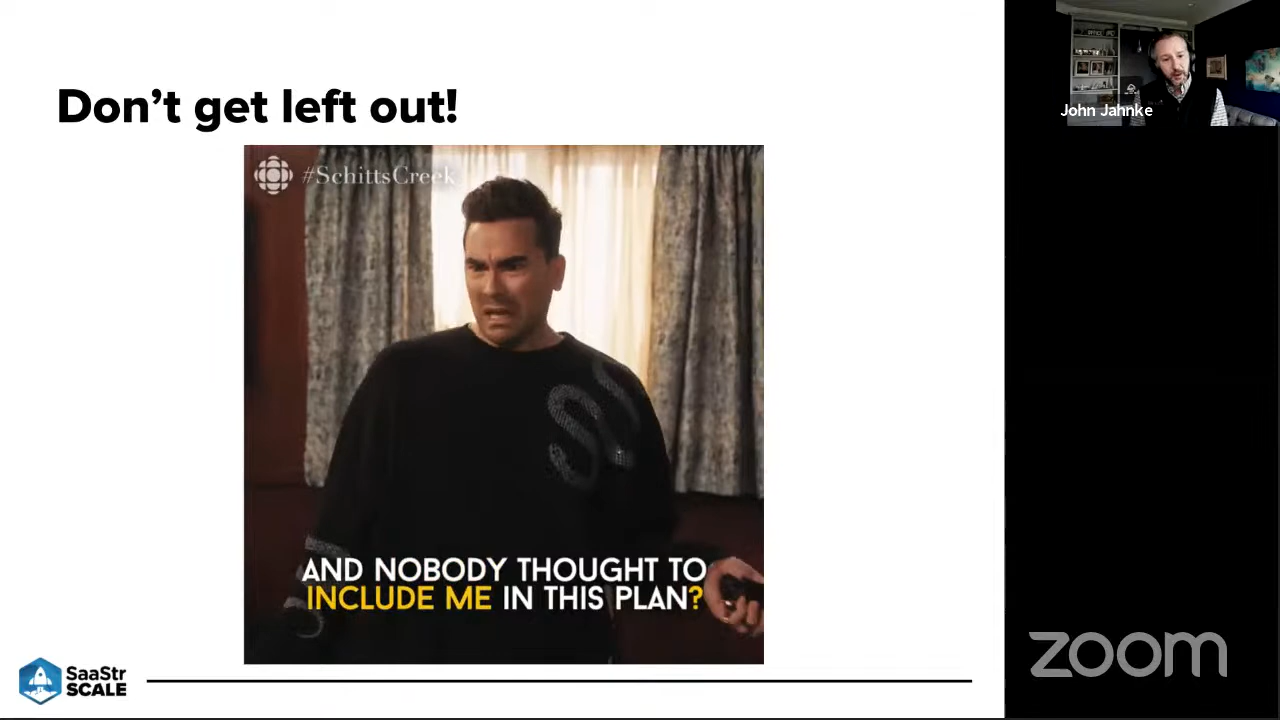 Don't get left out!
#SchittsCreek
AND NOBODY THOUGHT TO
INCLUDE ME IN THIS PLAN?
SaaStr
SCALE
John Jahnke
zoom